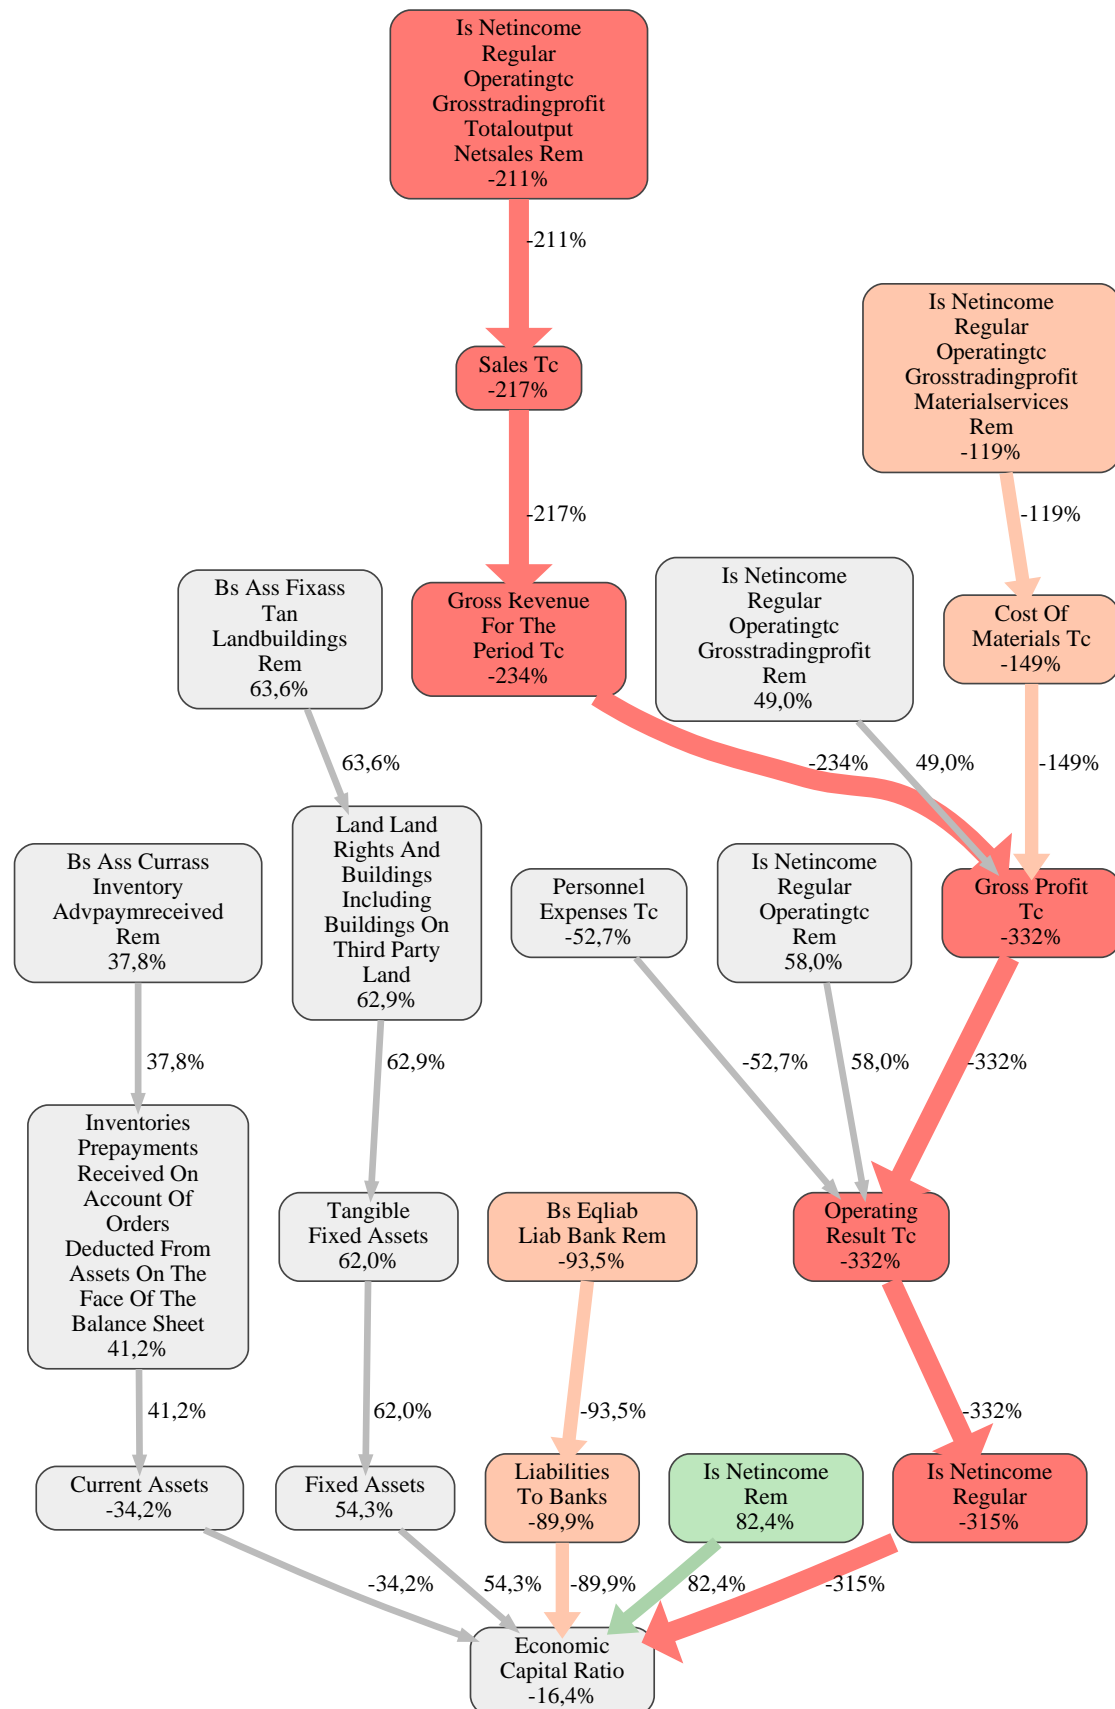 Is Netincome
Regular
Operatingtc
Grosstradingprofit
Totaloutput
Netsales Rem
-211%
-211%
Sales Tc
-217%
Is Netincome
Regular
Operatingtc
Grosstradingprofit
Materialservices
Rem
-119%
-217%
-119%
Bs Ass Fixass
Tan
Landbuildings
Rem
63,6%
Gross Revenue
For The
Period Tc
-234%
Is Netincome
Regular
Operatingtc
Grosstradingprofit
Rem
49,0%
Cost Of
Materials Tc
-149%
63,6%
-234%
49,0%
-149%
Bs Ass Currass
Inventory
Advpaymreceived
Rem
37,8%
Land Land
Rights And
Buildings
Including
Buildings On
Third Party
Land
62,9%
Personnel
Expenses Tc
-52,7%
Is Netincome
Regular
Operatingtc
Rem
58,0%
Gross Profit
Tc
-332%
37,8%
62,9%
-52,7%
58,0%
-332%
Inventories
Prepayments
Received On
Account Of
Orders
Deducted From
Assets On The
Face Of The
Balance Sheet
41,2%
Tangible
Fixed Assets
62,0%
Bs Eqliab
Liab Bank Rem
-93,5%
Operating
Result Tc
-332%
41,2%
62,0%
-93,5%
-332%
Current Assets
-34,2%
Fixed Assets
54,3%
Liabilities
To Banks
-89,9%
Is Netincome
Rem
82,4%
Is Netincome
Regular
-315%
-34,2%
54,3%
-89,9%
82,4%
-315%
Economic
Capital Ratio
-16,4%